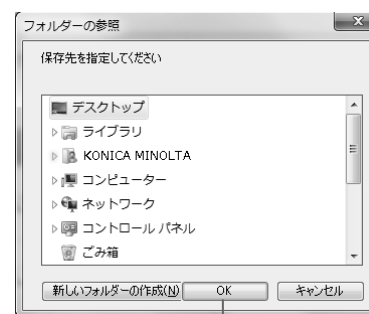 フォルダーの参照
保存先を指定してください
デスクトップ
ライブラリ
KONICA MINOLTA
コンピューター
ネットワーク
コントロール パネル
ごみ箱
新しいフォルダーの作成(N) OK キャンセル